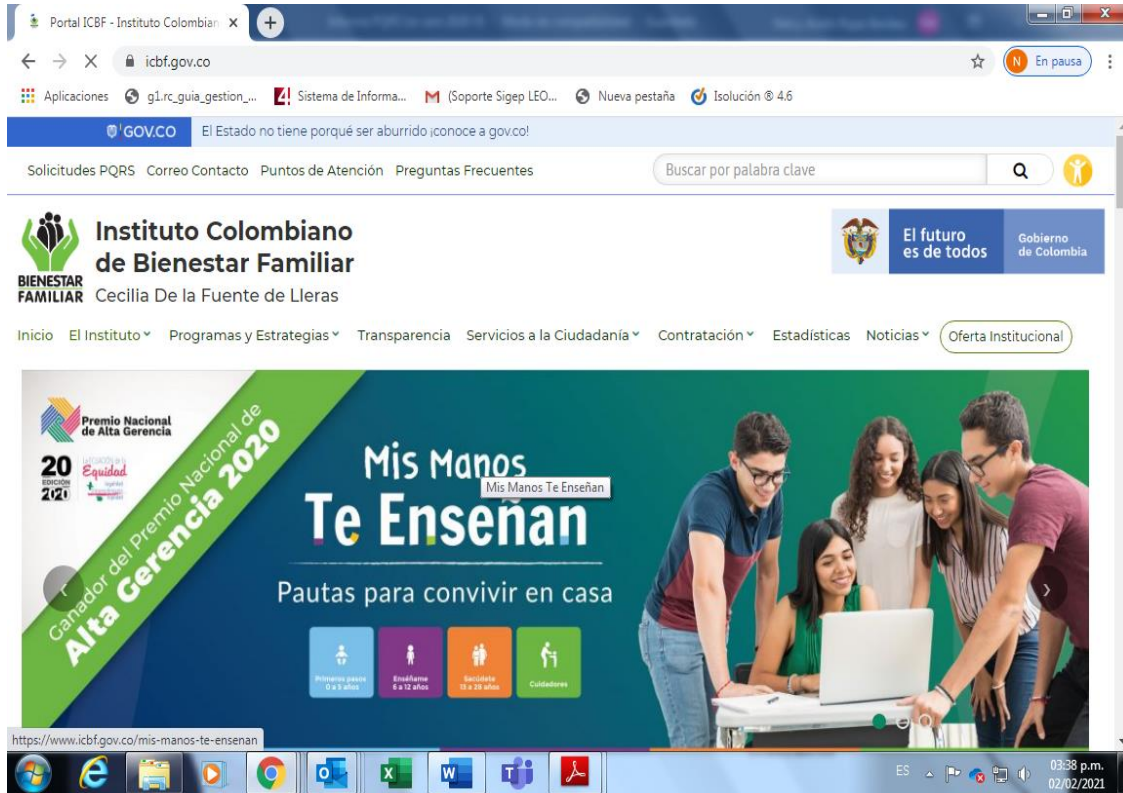 Portal ICBF - Instituto Colombian
icbf.gov.co
N En pausa
Aplicaciones g1.rc_guia_gestion_... Sistema de Informa... (Soporte Sigep LEO... Nueva pestaña Isolución ® 4.6
GOV.CO El Estado no tiene porqué ser aburrido ¡conoce a gov.co!
Solicitudes PQRS Correo Contacto Puntos de Atención Preguntas Frecuentes Buscar por palabra clave
BIENESTAR
FAMILIAR
Instituto Colombiano
de Bienestar Familiar
Cecilia De la Fuente de Lleras
El futuro
es de todos
Gobierno
de Colombia
Inicio El Instituto Programas y Estrategias Transparencia Servicios a la Ciudadanía Contratación Estadísticas Noticias Oferta Institucional
Premio Nacional
de Alta Gerencia
20
EDICIÓN
2020
Equidad
Ganador del Premio Nacional de
Alta Gerencia 2020
Mis Manos
Te Enseñan
Mis Manos Te Enseñan
Pautas para convivir en casa
Primeros pasos
0 a 5 años
Enséñame
6 a 12 años
Sacúdete
13 a 28 años
Cuidadores
https://www.icbf.gov.co/mis-manos-te-ensenan
ES
03:38 p.m.
02/02/2021